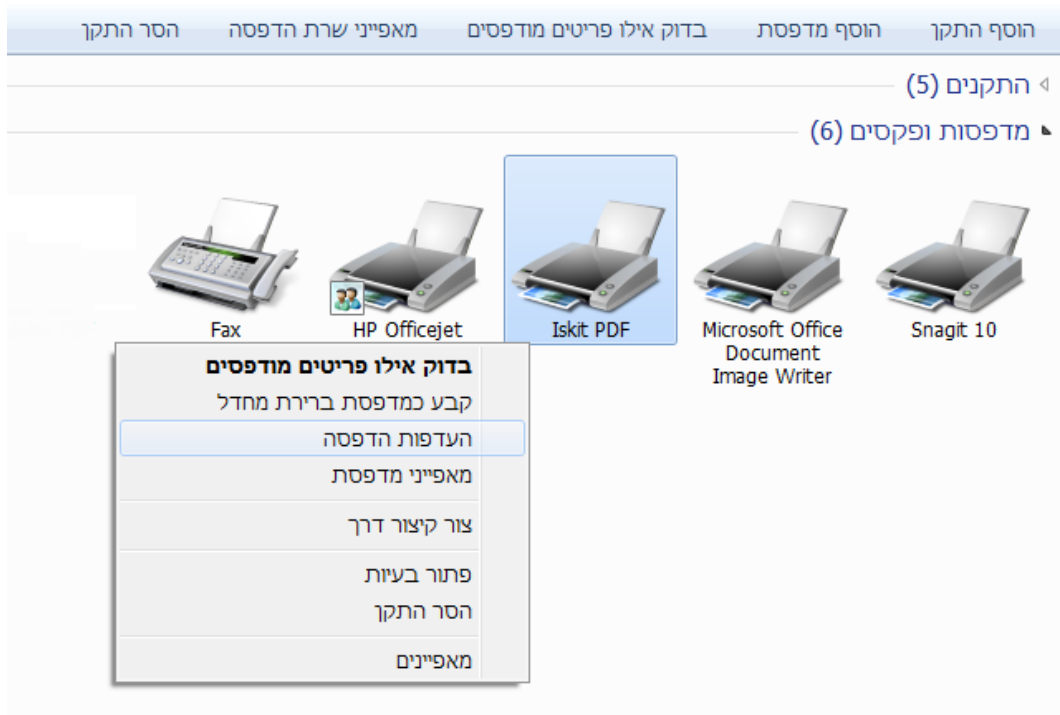 הוסף התקן
הוסף מדפסת
בדוק אילו פריטים מודפסים
מאפייני שרת הדפסה
הסר התקן
התקנים (5)
מדפסות ופקסים (6)
Snagit 10
Microsoft Office
Document
Image Writer
Iskit PDF
HP Officejet
Fax
בדוק אילו פריטים מודפסים
קבע כמדפסת ברירת מחדל
העדפות הדפסה
מאפייני מדפסת
צור קיצור דרך
פתור בעיות
הסר התקן
מאפיינים